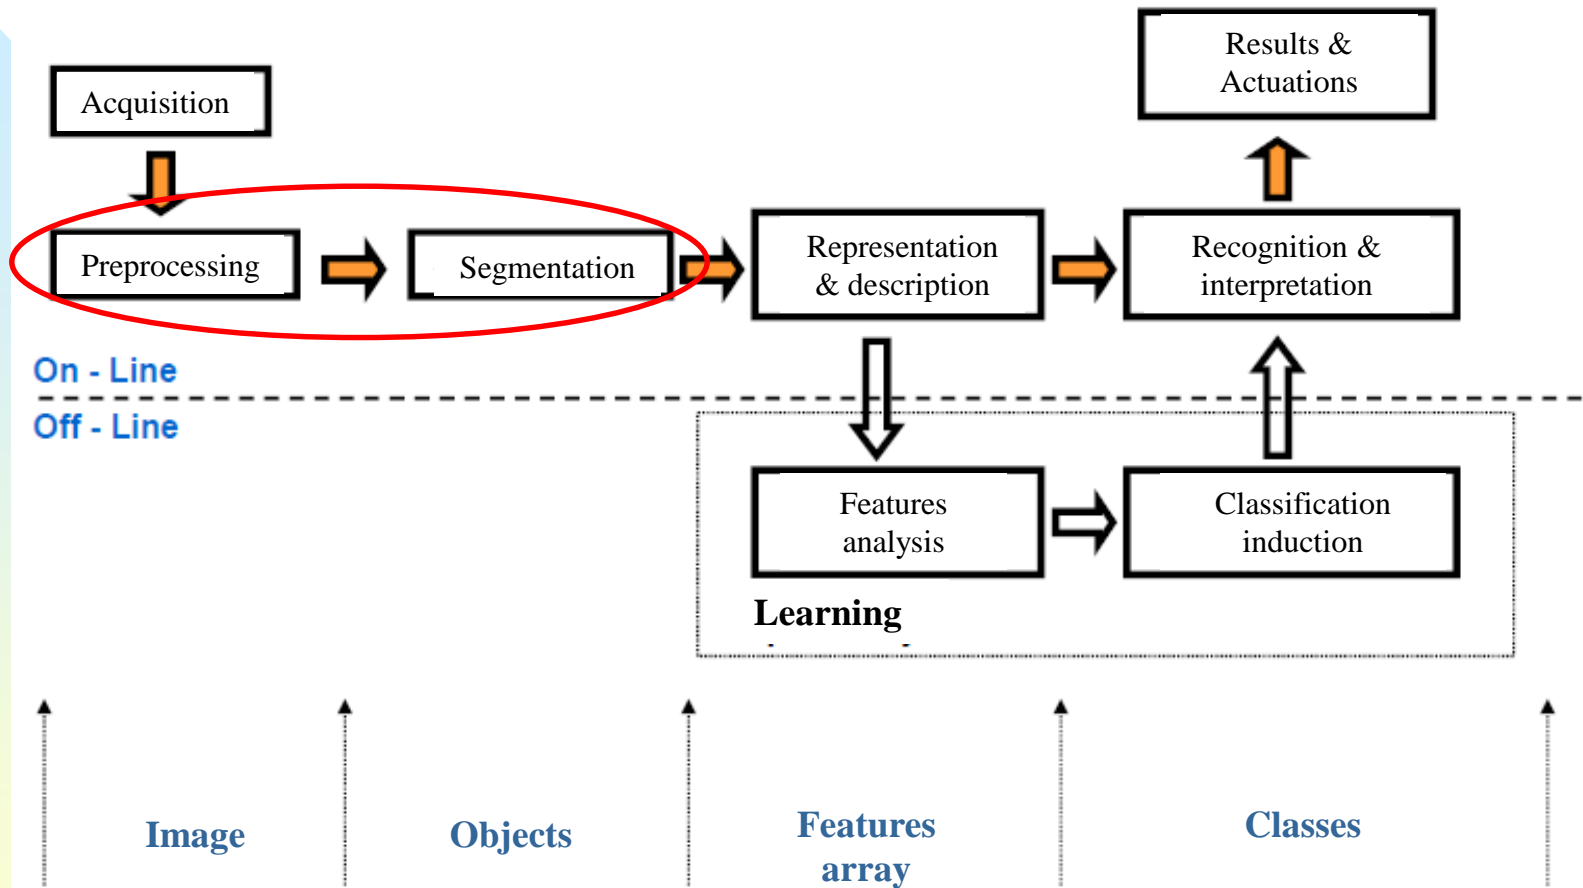 Results &
Actuations
Acquisition
Preprocessing
Segmentation
Representation
& description
Recognition &
interpretation
On - Line
Off - Line
Features
analysis
Classification
induction
Learning
Image
Objects
Features
array
Classes